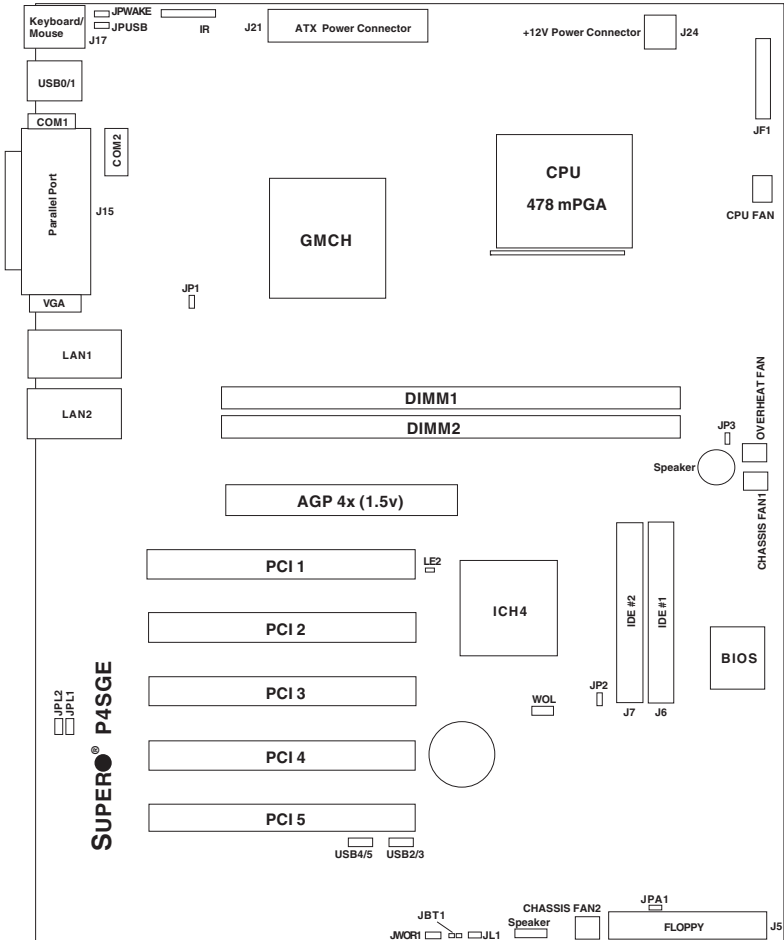 Keyboard/
Mouse
JPWAKE
JPUSB
J17
IR
J21
ATX Power Connector
+12V Power Connector
J24
USB0/1
JF1
COM1
COM2
Parallel Port
J15
CPU
478 mPGA
CPU FAN
GMCH
VGA
JP1
LAN1
LAN2
DIMM1
DIMM2
JP3
OVERHEAT FAN
Speaker
CHASSIS FAN1
AGP 4x (1.5v)
PCI 1
LE2
ICH4
IDE #2
IDE #1
PCI 2
BIOS
PCI 3
JP2
WOL
J7
J6
JPL2
JPL1
SUPER® P4SGE
PCI 4
PCI 5
USB4/5
USB2/3
JBT1
JWOR1
JL1
Speaker
CHASSIS FAN2
JPA1
FLOPPY
J5